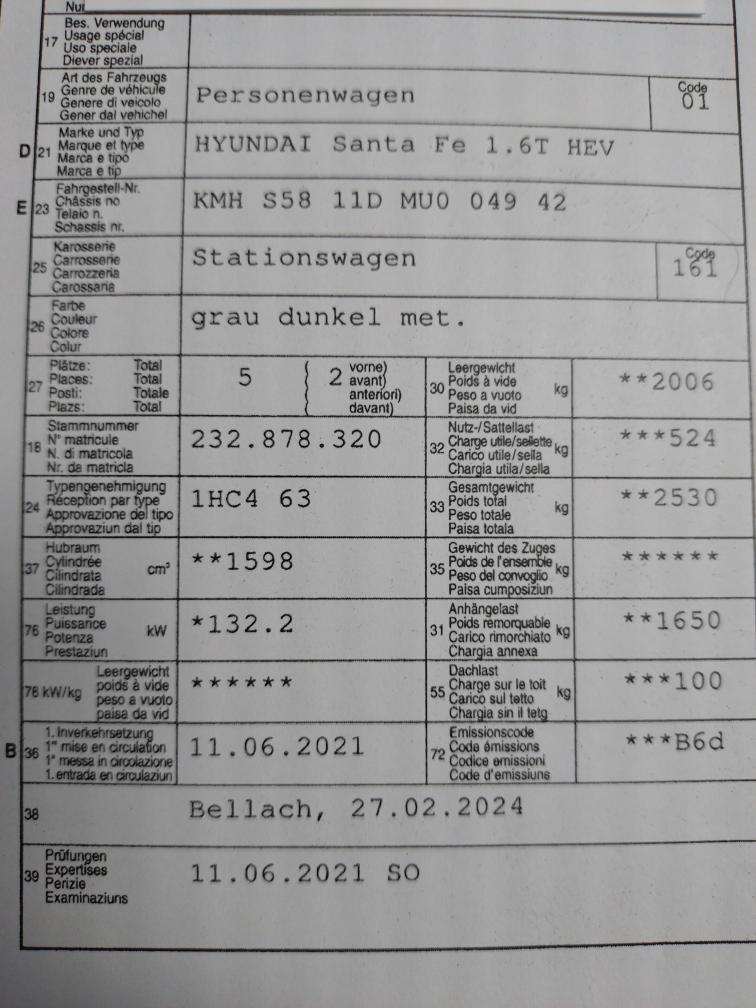 Nur
Bes. Verwendung
17 Usage spécial
Uso speciale
Diever spezial
Art des Fahrzeugs
19 Genre de véhicule
Genere di veicolo
Gener dal vehichel
Personenwagen
Code
01
Marke und Typ
D 21 Marque et type
Marca e tipo
Marca e tip
HYUNDAI Santa Fe 1.6T HEV
Fahrgestell-Nr.
E 23 Châssis no
Telaio n.
Schassis nr.
KMH S58 11D MU0 049 42
Karosserie
25 Carrosserie
Carrozzeria
Carossaria
Stationswagen
Code
161
Farbe
26 Couleur
Colore
Colur
grau dunkel met.
Plätze: Total
27 Places: Total
Posti: Totale
Plazs: Total
5 ( 2 vorne)
avant)
anteriori)
davant)
Leergewicht
30 Poids à vide kg
Peso a vuoto
Paisa da vid
**2006
Stammnummer
18 N° matricule
N. di matricola
Nr. da matricla
232.878.320
Nutz-/Sattellast
32 Charge utile/sellette kg
Carico utile/sella
Chargia utila/sella
***524
Typengenehmigung
24 Réception par type
Approvazione del tipo
Approvaziun dal tip
1HC4 63
Gesamtgewicht
33 Poids total kg
Peso totale
Paisa totala
**2530
Hubraum
37 Cylindrée cm³
Cilindrata
Cilindrada
**1598
Gewicht des Zuges
35 Poids de l'ensemble kg
Peso del convoglio
Paisa cumposiziun
******
Leistung
76 Puissance kW
Potenza
Prestaziun
*132.2
Anhängelast
31 Poids remorquable kg
Carico rimorchiato
Chargia annexa
**1650
Leergewicht
78 kW/kg poids à vide
peso a vuoto
paisa da vid
******
Dachlast
55 Charge sur le toit kg
Carico sul tetto
Chargia sin il tetg
***100
1. Inverkehrsetzung
B 36 1re mise en circulation
1a messa in circolazione
1. entrada en circulaziun
11.06.2021
Emissionscode
72 Code émissions
Codice emissioni
Code d'emissiuns
***B6d
38 Bellach, 27.02.2024
Prüfungen
39 Expertises
Perizie
Examinaziuns
11.06.2021 SO